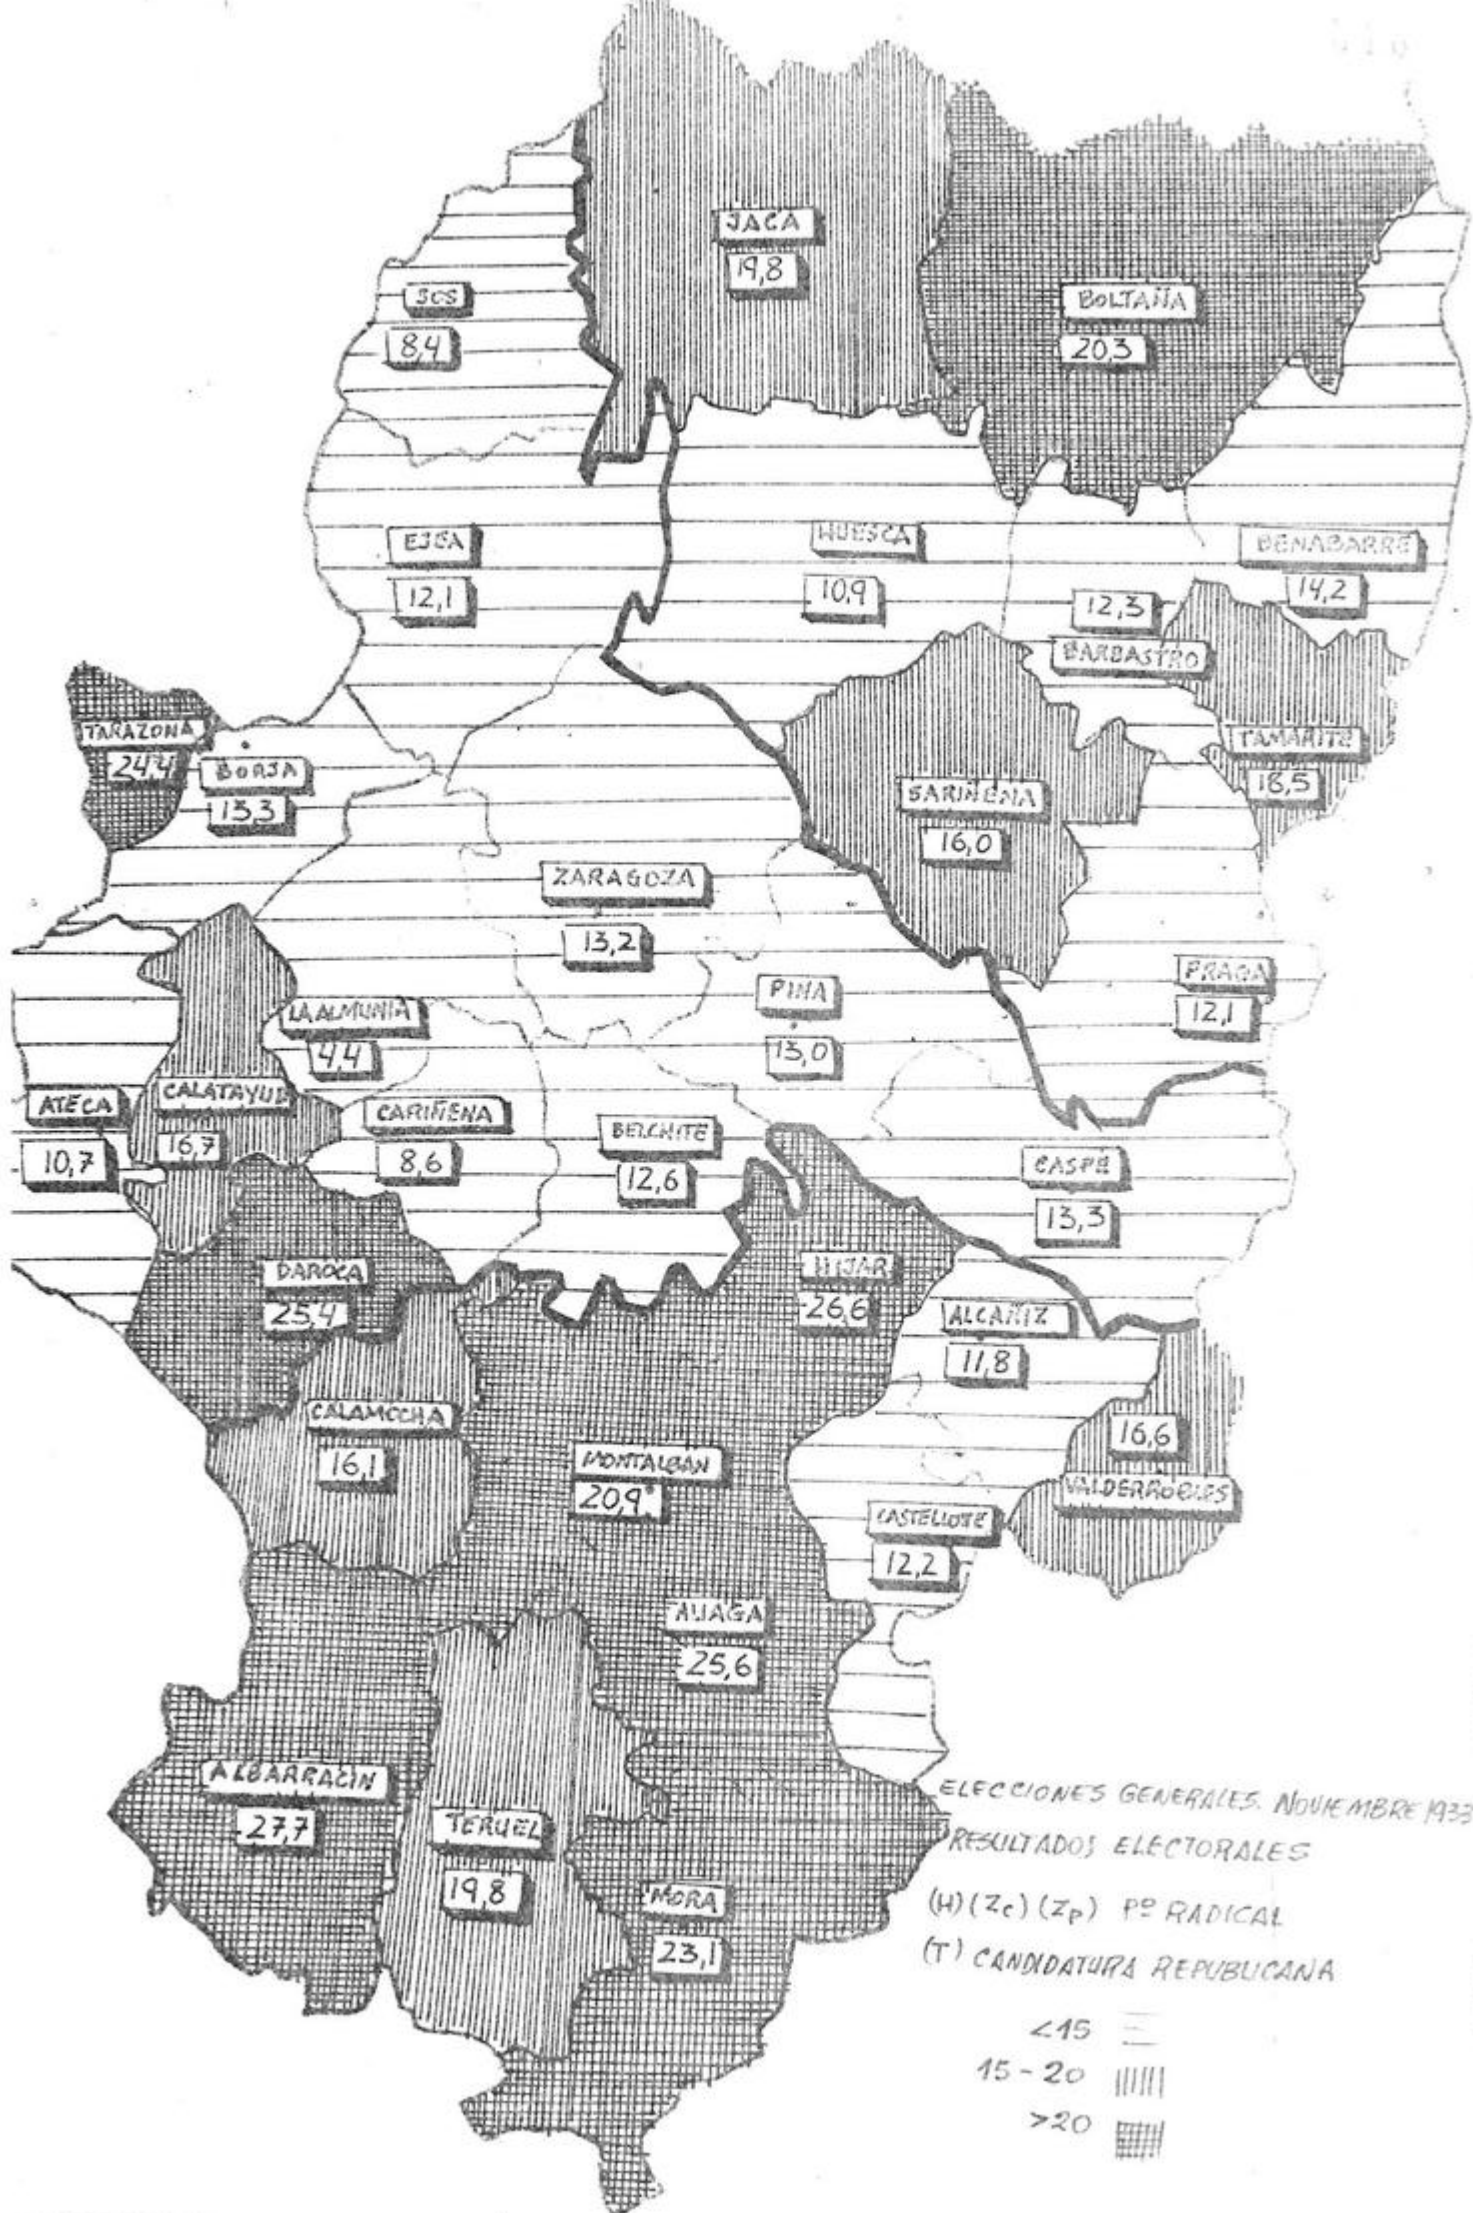 JACA
19,8
SOS
8,4
BOLTAÑA
20,3
EJEA
12,1
HUESCA
10,9
BENABARRE
14,2
12,3
BARBASTRO
TARAZONA
24,4
BORJA
13,3
TAMARITE
18,5
SARIÑENA
16,0
ZARAGOZA
13,2
PINA
13,0
FRAGA
12,1
LA ALMUNIA
4,4
CALATAYUD
16,7
ATECA
10,7
CARIÑENA
8,6
BELCHITE
12,6
CASPE
13,3
DAROCA
25,4
HIJAR
26,6
ALCAÑIZ
11,8
CALAMOCHA
16,1
MONTALBAN
20,9
16,6
VALDERROBLES
CASTELLOTE
12,2
ALIAGA
25,6
ALBARRACIN
27,7
TERUEL
19,8
MORA
23,1
ELECCIONES GENERALES. NOVIEMBRE 1933
RESULTADOS ELECTORALES
(H) (Zc) (Zp) Pº RADICAL
(T) CANDIDATURA REPUBLICANA
<15
15-20
>20